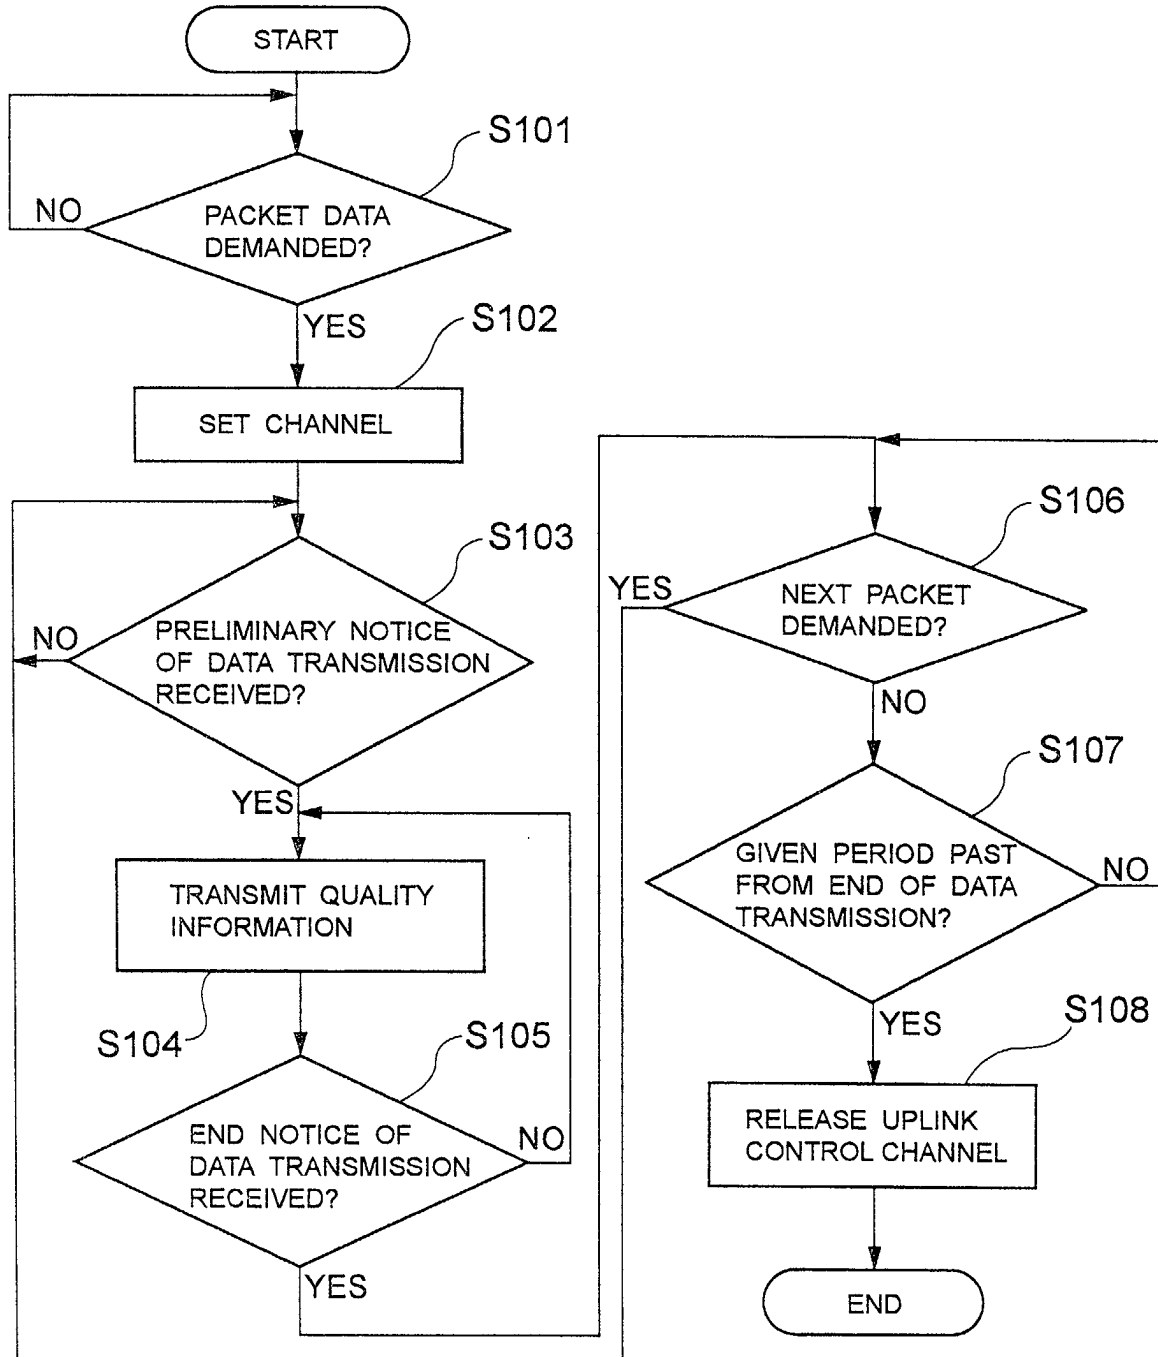 START
S101
NO
PACKET DATA
DEMANDED?
YES
S102
SET CHANNEL
S103
NO
PRELIMINARY NOTICE
OF DATA TRANSMISSION
RECEIVED?
YES
TRANSMIT QUALITY
INFORMATION
S104
S105
END NOTICE OF
DATA TRANSMISSION
RECEIVED?
NO
YES
S106
YES
NEXT PACKET
DEMANDED?
NO
S107
GIVEN PERIOD PAST
FROM END OF DATA
TRANSMISSION?
NO
YES
S108
RELEASE UPLINK
CONTROL CHANNEL
END